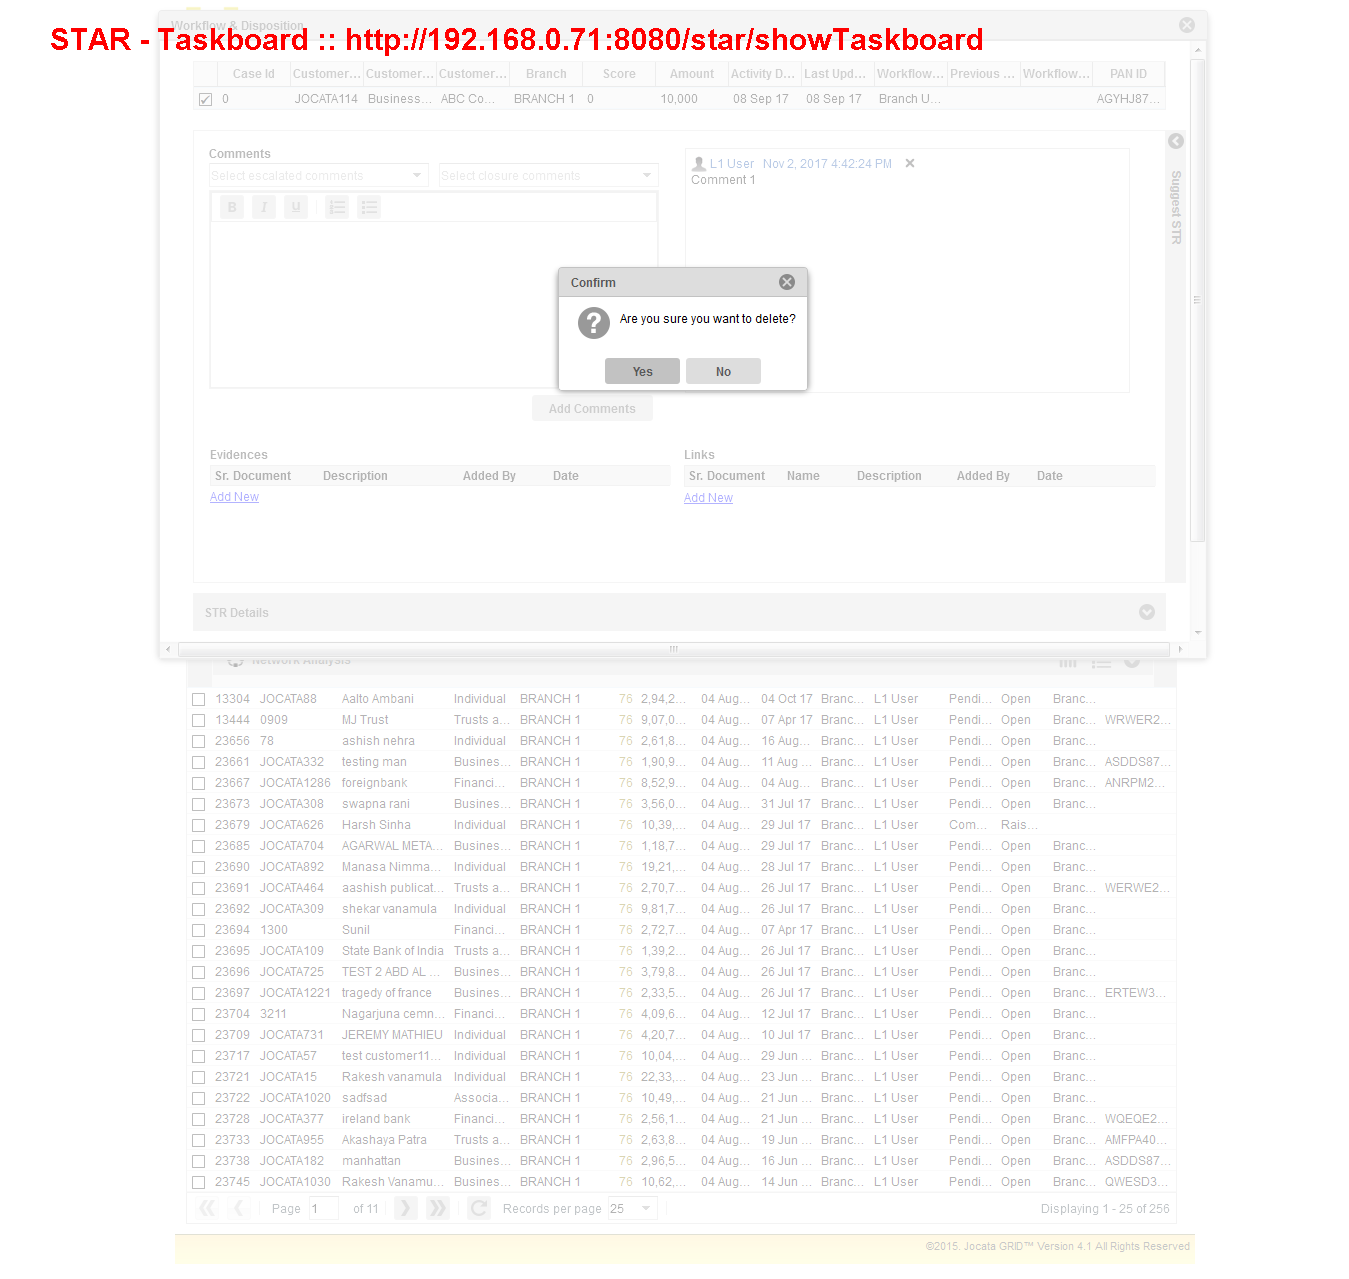 Workflow & Disposition
STAR - Taskboard :: http://192.168.0.71:8080/star/showTaskboard
Case Id Customer... Customer... Customer... Branch Score Amount Activity D... Last Upd... Workflow... Previous ... Workflow... PAN ID
0 JOCATA114 Business... ABC Co... BRANCH 1 0 10,000 08 Sep 17 08 Sep 17 Branch U... AGYHJ87...
Comments
Select escalated comments Select closure comments
B I U
L1 User Nov 2, 2017 4:42:24 PM
Comment 1
Suggest STR
Confirm
Are you sure you want to delete?
Yes No
Add Comments
Evidences
Sr. Document Description Added By Date
Add New
Links
Sr. Document Name Description Added By Date
Add New
STR Details
Network Analysis
13304 JOCATA88 Aalto Ambani Individual BRANCH 1 76 2,94,2... 04 Aug... 04 Oct 17 Branc... L1 User Pendi... Open Branc...
13444 0909 MJ Trust Trusts a... BRANCH 1 76 9,07,0... 04 Aug... 07 Apr 17 Branc... L1 User Pendi... Open Branc... WRWER2...
23656 78 ashish nehra Individual BRANCH 1 76 2,61,8... 04 Aug... 16 Aug... Branc... L1 User Pendi... Open Branc...
23661 JOCATA332 testing man Busines... BRANCH 1 76 1,90,9... 04 Aug... 11 Aug ... Branc... L1 User Pendi... Open Branc... ASDDS87...
23667 JOCATA1286 foreignbank Financi... BRANCH 1 76 8,52,9... 04 Aug... 04 Aug... Branc... L1 User Pendi... Open Branc... ANRPM2...
23673 JOCATA308 swapna rani Busines... BRANCH 1 76 3,56,0... 04 Aug... 31 Jul 17 Branc... L1 User Pendi... Open Branc...
23679 JOCATA626 Harsh Sinha Individual BRANCH 1 76 10,39,... 04 Aug... 29 Jul 17 Branc... L1 User Com... Rais...
23685 JOCATA704 AGARWAL META... Busines... BRANCH 1 76 1,18,7... 04 Aug... 29 Jul 17 Branc... L1 User Pendi... Open Branc...
23690 JOCATA892 Manasa Nimma... Individual BRANCH 1 76 19,21,... 04 Aug... 28 Jul 17 Branc... L1 User Pendi... Open Branc...
23691 JOCATA464 aashish publicat... Trusts a... BRANCH 1 76 2,70,7... 04 Aug... 26 Jul 17 Branc... L1 User Pendi... Open Branc... WERWE2...
23692 JOCATA309 shekar vanamula Individual BRANCH 1 76 9,81,7... 04 Aug... 26 Jul 17 Branc... L1 User Pendi... Open Branc...
23694 1300 Sunil Financi... BRANCH 1 76 2,72,7... 04 Aug... 07 Apr 17 Branc... L1 User Pendi... Open Branc...
23695 JOCATA109 State Bank of India Trusts a... BRANCH 1 76 1,39,2... 04 Aug... 26 Jul 17 Branc... L1 User Pendi... Open Branc...
23696 JOCATA725 TEST 2 ABD AL ... Busines... BRANCH 1 76 3,79,8... 04 Aug... 26 Jul 17 Branc... L1 User Pendi... Open Branc...
23697 JOCATA1221 tragedy of france Busines... BRANCH 1 76 2,33,5... 04 Aug... 26 Jul 17 Branc... L1 User Pendi... Open Branc... ERTEW3...
23704 3211 Nagarjuna cemn... Financi... BRANCH 1 76 4,09,6... 04 Aug... 12 Jul 17 Branc... L1 User Pendi... Open Branc...
23709 JOCATA731 JEREMY MATHIEU Individual BRANCH 1 76 4,20,7... 04 Aug... 10 Jul 17 Branc... L1 User Pendi... Open Branc...
23717 JOCATA57 test customer11... Individual BRANCH 1 76 10,04,... 04 Aug... 29 Jun ... Branc... L1 User Pendi... Open Branc...
23721 JOCATA15 Rakesh vanamula Individual BRANCH 1 76 22,33,... 04 Aug... 23 Jun ... Branc... L1 User Pendi... Open Branc...
23722 JOCATA1020 sadfsad Associa... BRANCH 1 76 10,49,... 04 Aug... 21 Jun ... Branc... L1 User Pendi... Open Branc...
23728 JOCATA377 ireland bank Financi... BRANCH 1 76 2,56,1... 04 Aug... 21 Jun ... Branc... L1 User Pendi... Open Branc... WQEQE2...
23733 JOCATA955 Akashaya Patra Trusts a... BRANCH 1 76 2,63,8... 04 Aug... 19 Jun ... Branc... L1 User Pendi... Open Branc... AMFPA40...
23738 JOCATA182 manhattan Busines... BRANCH 1 76 2,96,5... 04 Aug... 16 Jun ... Branc... L1 User Pendi... Open Branc... ASDDS87...
23745 JOCATA1030 Rakesh Vanamu... Busines... BRANCH 1 76 10,62,... 04 Aug... 14 Jun ... Branc... L1 User Pendi... Open Branc... QWESD3...
Page 1 of 11 Records per page 25 Displaying 1 - 25 of 256
©2015. Jocata GRID™ Version 4.1 All Rights Reserved